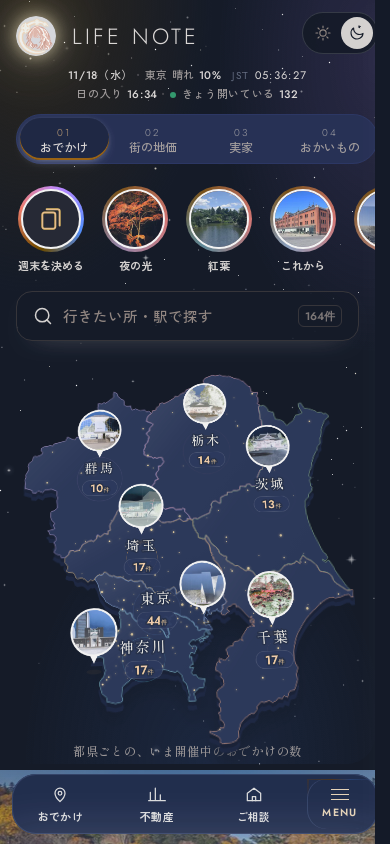 LIFE NOTE
11/18（水）· 東京 晴れ 10% JST 05:36:27
日の入り 16:34 · きょう開いている 132
01 02 03 04
おでかけ 街の地価 実家 おかいもの
週末を決める 夜の光 紅葉 これから
行きたい所・駅で探す 164件
栃木
14件
群馬
10件
茨城
13件
埼玉
17件
東京
44件
千葉
17件
神奈川
17件
都県ごとの、いま開催中のおでかけの数
おでかけ 不動産 ご相談 MENU